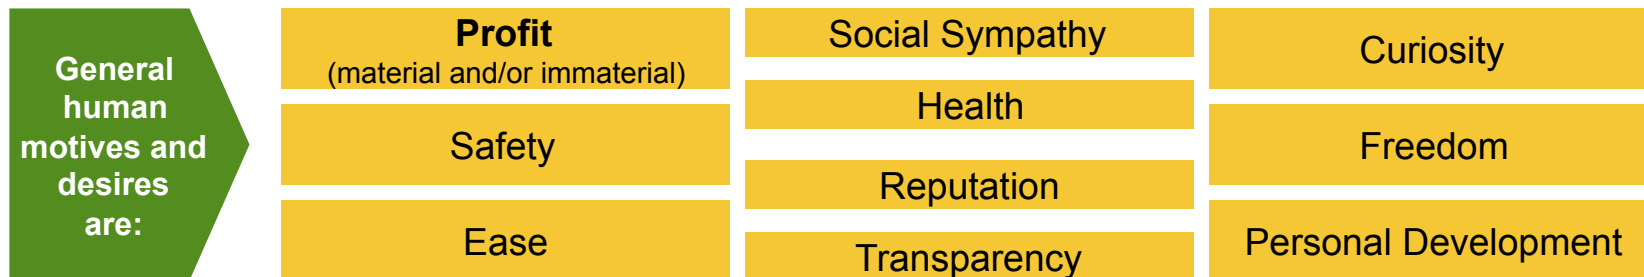 General
human
motives and
desires
are:
Profit
(material and/or immaterial)
Safety
Ease
Social Sympathy
Health
Reputation
Transparency
Curiosity
Freedom
Personal Development